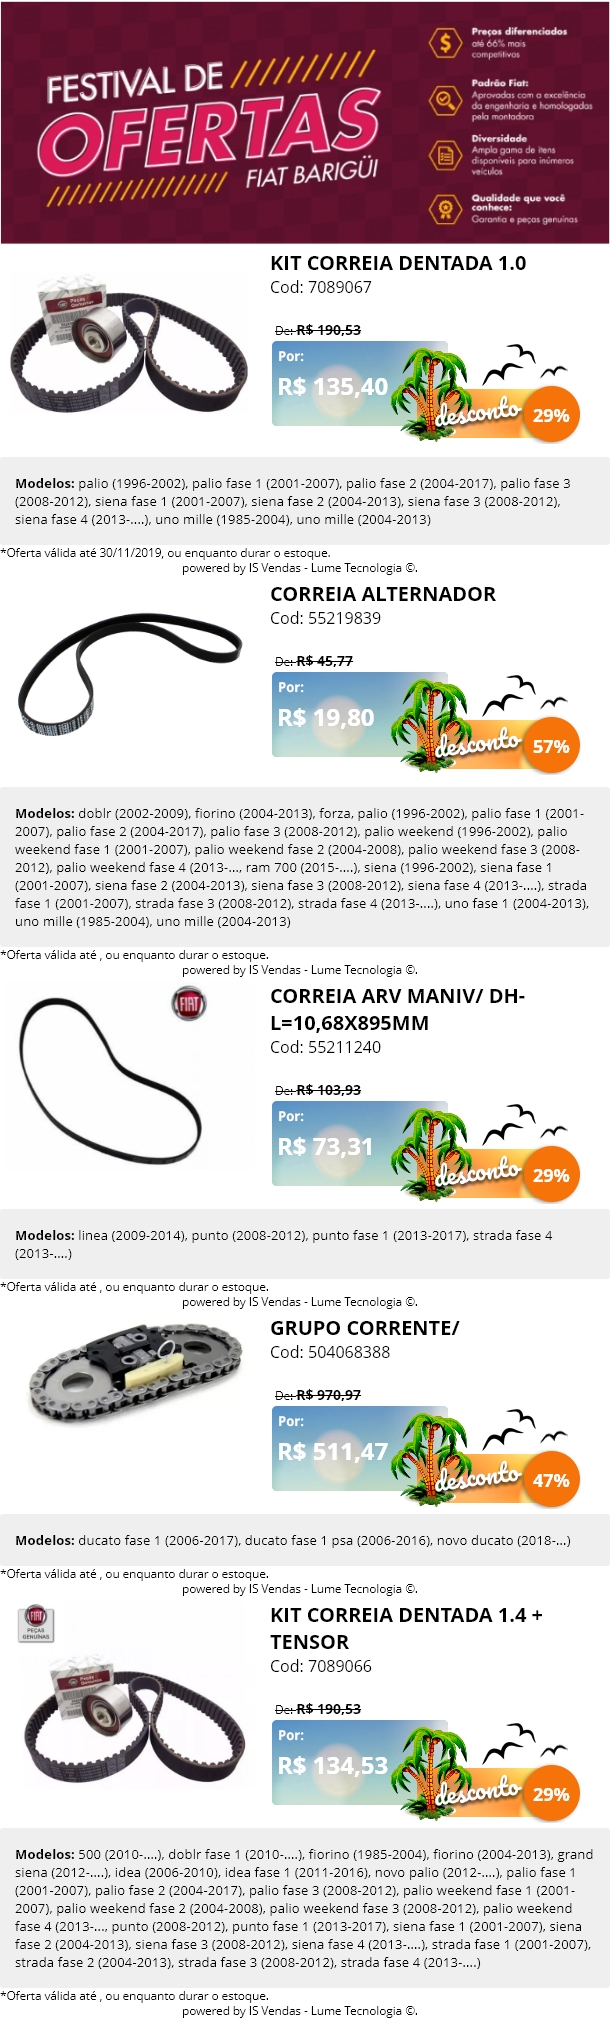 FESTIVAL DE
OFERTAS
FIAT BARIGÜI
Preços diferenciados
até 66% mais
competitivos
Padrão Fiat:
Aprovadas com a excelência
da engenharia e homologadas
pela montadora
Diversidade
Ampla gama de itens
disponíveis para inúmeros
veículos
Qualidade que você
conhece:
Garantia e peças genuínas
KIT CORREIA DENTADA 1.0
Cod: 7089067
De: R$ 190,53
Por:
R$ 135,40
desconto
29%
Modelos: palio (1996-2002), palio fase 1 (2001-2007), palio fase 2 (2004-2017), palio fase 3
(2008-2012), siena fase 1 (2001-2007), siena fase 2 (2004-2013), siena fase 3 (2008-2012),
siena fase 4 (2013-....), uno mille (1985-2004), uno mille (2004-2013)
*Oferta válida até 30/11/2019, ou enquanto durar o estoque.
powered by IS Vendas - Lume Tecnologia ©.
CORREIA ALTERNADOR
Cod: 55219839
De: R$ 45,77
Por:
R$ 19,80
desconto
57%
Modelos: doblr (2002-2009), fiorino (2004-2013), forza, palio (1996-2002), palio fase 1 (2001-
2007), palio fase 2 (2004-2017), palio fase 3 (2008-2012), palio weekend (1996-2002), palio
weekend fase 1 (2001-2007), palio weekend fase 2 (2004-2008), palio weekend fase 3 (2008-
2012), palio weekend fase 4 (2013-..., ram 700 (2015-....), siena (1996-2002), siena fase 1
(2001-2007), siena fase 2 (2004-2013), siena fase 3 (2008-2012), siena fase 4 (2013-....), strada
fase 1 (2001-2007), strada fase 3 (2008-2012), strada fase 4 (2013-....), uno fase 1 (2004-2013),
uno mille (1985-2004), uno mille (2004-2013)
*Oferta válida até , ou enquanto durar o estoque.
powered by IS Vendas - Lume Tecnologia ©.
FIAT
CORREIA ARV MANIV/ DH-
L=10,68X895MM
Cod: 55211240
De: R$ 103,93
Por:
R$ 73,31
desconto
29%
Modelos: linea (2009-2014), punto (2008-2012), punto fase 1 (2013-2017), strada fase 4
(2013-....)
*Oferta válida até , ou enquanto durar o estoque.
powered by IS Vendas - Lume Tecnologia ©.
GRUPO CORRENTE/
Cod: 504068388
De: R$ 970,97
Por:
R$ 511,47
desconto
47%
Modelos: ducato fase 1 (2006-2017), ducato fase 1 psa (2006-2016), novo ducato (2018-...)
*Oferta válida até , ou enquanto durar o estoque.
powered by IS Vendas - Lume Tecnologia ©.
FIAT
PEÇAS
GENUÍNAS
KIT CORREIA DENTADA 1.4 +
TENSOR
Cod: 7089066
De: R$ 190,53
Por:
R$ 134,53
desconto
29%
Modelos: 500 (2010-....), doblr fase 1 (2010-....), fiorino (1985-2004), fiorino (2004-2013), grand
siena (2012-....), idea (2006-2010), idea fase 1 (2011-2016), novo palio (2012-....), palio fase 1
(2001-2007), palio fase 2 (2004-2017), palio fase 3 (2008-2012), palio weekend fase 1 (2001-
2007), palio weekend fase 2 (2004-2008), palio weekend fase 3 (2008-2012), palio weekend
fase 4 (2013-..., punto (2008-2012), punto fase 1 (2013-2017), siena fase 1 (2001-2007), siena
fase 2 (2004-2013), siena fase 3 (2008-2012), siena fase 4 (2013-....), strada fase 1 (2001-2007),
strada fase 2 (2004-2013), strada fase 3 (2008-2012), strada fase 4 (2013-....)
*Oferta válida até , ou enquanto durar o estoque.
powered by IS Vendas - Lume Tecnologia ©.